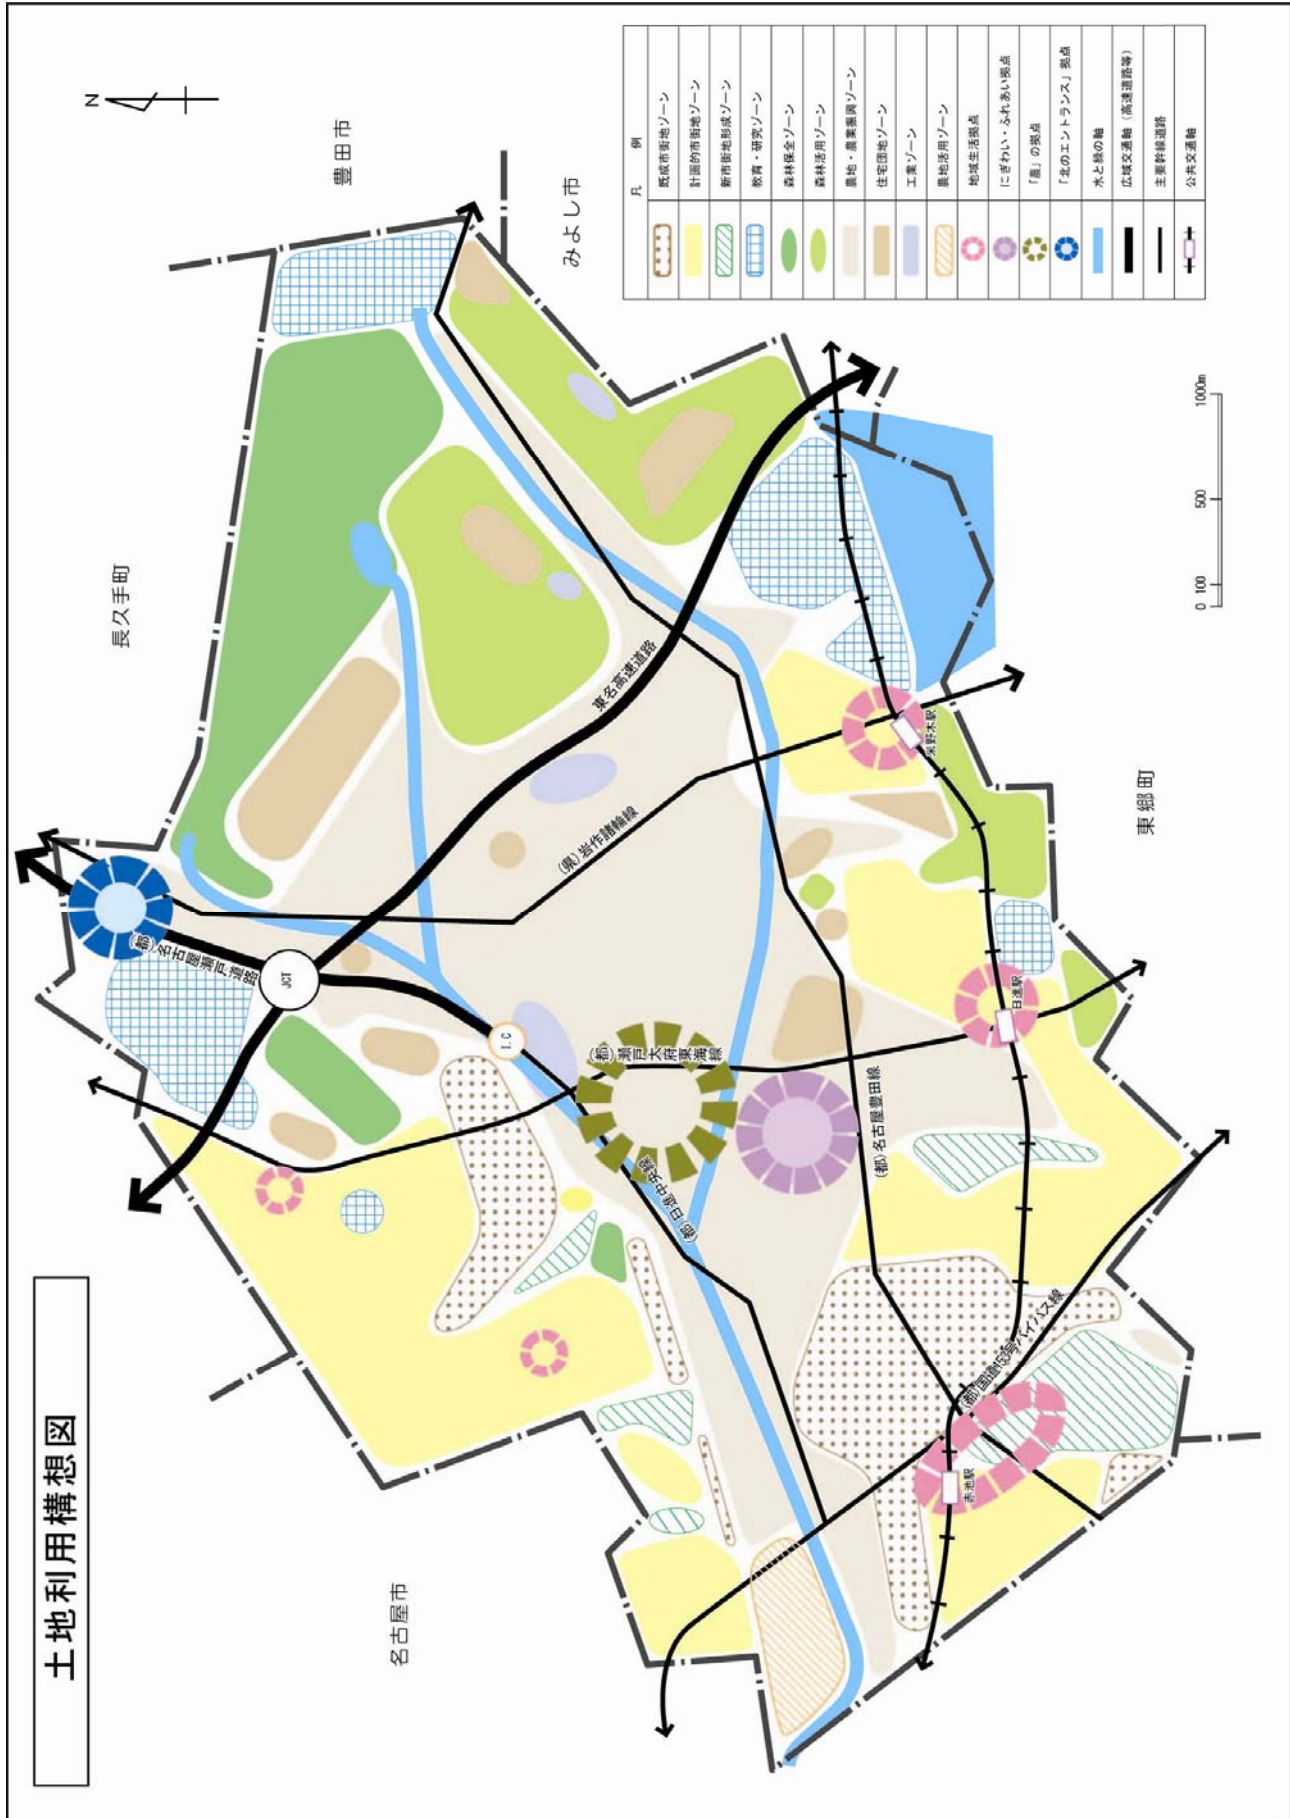 土地利用構想図
N
豊田市
みよし市
長久手町
名古屋市
東郷町
凡 例
既成市街地ゾーン
計画的市街地ゾーン
新市街地形成ゾーン
教育・研究ゾーン
森林保全ゾーン
森林活用ゾーン
農地・農業振興ゾーン
住宅団地ゾーン
工業ゾーン
農地活用ゾーン
地域生活拠点
にぎわい・ふれあい拠点
「農」の拠点
「北のエントランス」拠点
水と緑の軸
広域交通軸（高速道路等）
主要幹線道路
公共交通軸
(都)名古屋瀬戸道路
JCT
I.C
東名高速道路
(県)岩作諸輪線
(都)瀬戸大府東海線
(都)日進中央線
(都)名古屋豊田線
(都)国道153号バイパス線
米野木駅
日進駅
赤池駅
0 100 500 1000m